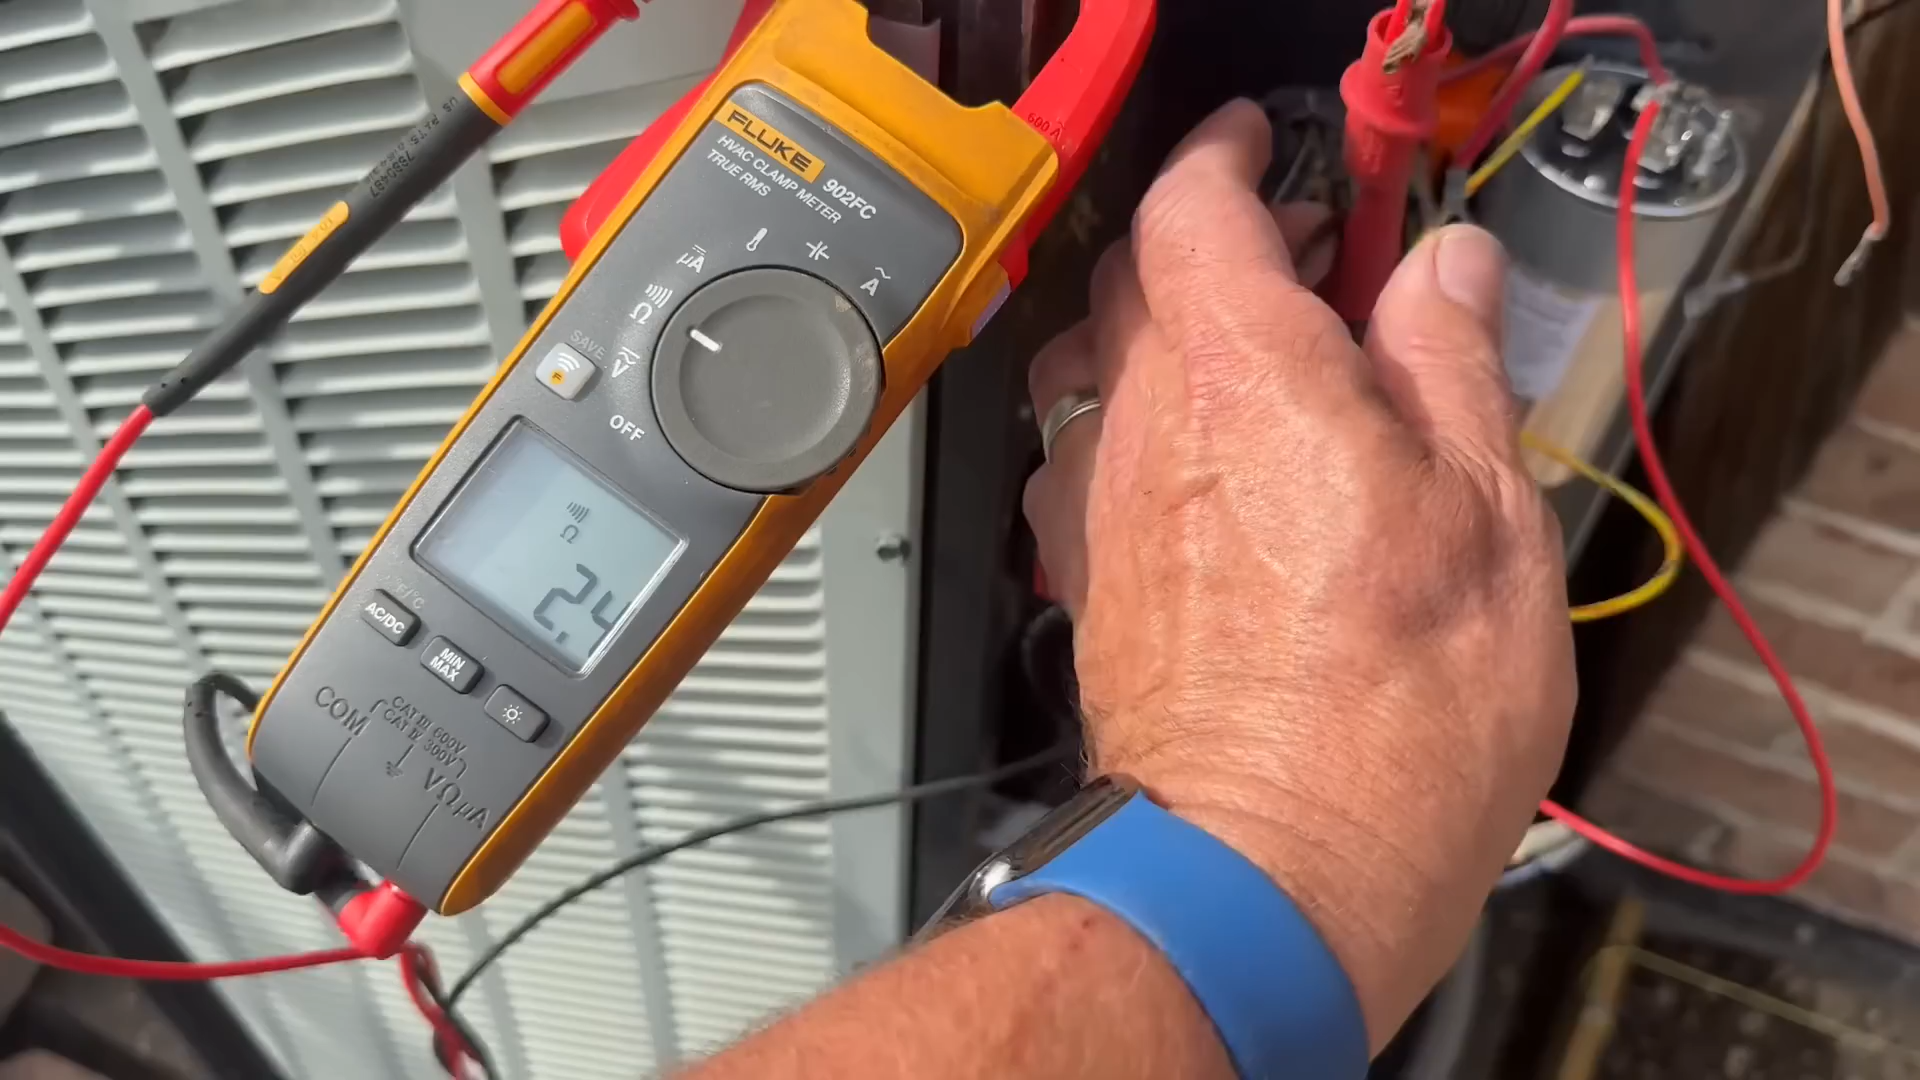 FLUKE
902FC
HVAC CLAMP METER
TRUE RMS
600 A
µA
Ã
Ω
Ṽ
OFF
SAVE
F
Ω
2.4
°F/°C
AC/DC
MIN
MAX
COM
CAT III 600V
CAT IV 300V
VΩµA